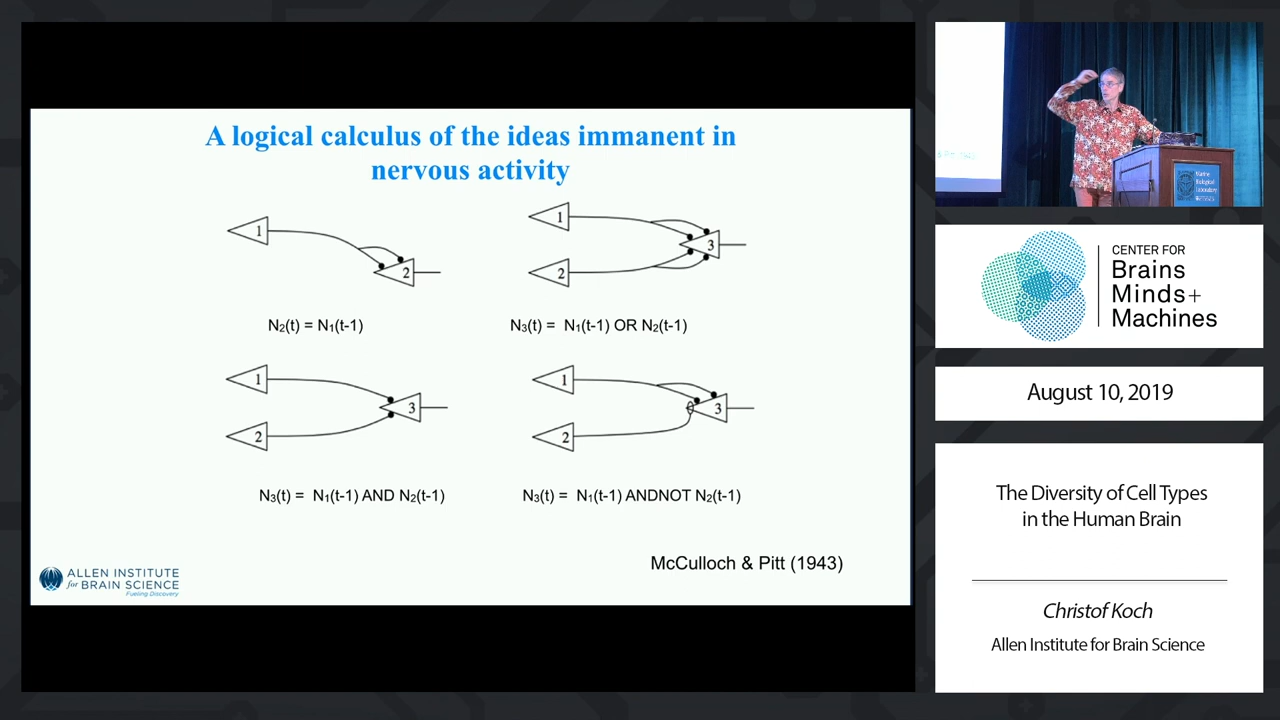 A logical calculus of the ideas immanent in
nervous activity
1
2
N₂(t) = N₁(t-1)
1
2
3
N₃(t) = N₁(t-1) OR N₂(t-1)
1
2
3
N₃(t) = N₁(t-1) AND N₂(t-1)
1
2
3
N₃(t) = N₁(t-1) ANDNOT N₂(t-1)
McCulloch & Pitt (1943)
ALLEN INSTITUTE
for BRAIN SCIENCE
Fueling Discovery
Marine
Biological
Laboratory
CENTER FOR
Brains
Minds+
Machines
August 10, 2019
The Diversity of Cell Types
in the Human Brain
Christof Koch
Allen Institute for Brain Science